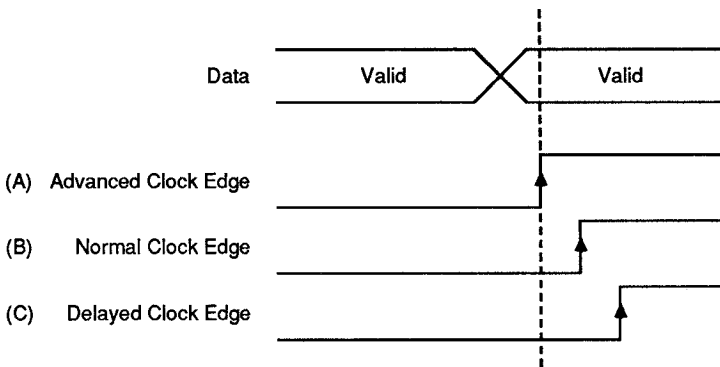 Data Valid Valid
(A) Advanced Clock Edge
(B) Normal Clock Edge
(C) Delayed Clock Edge